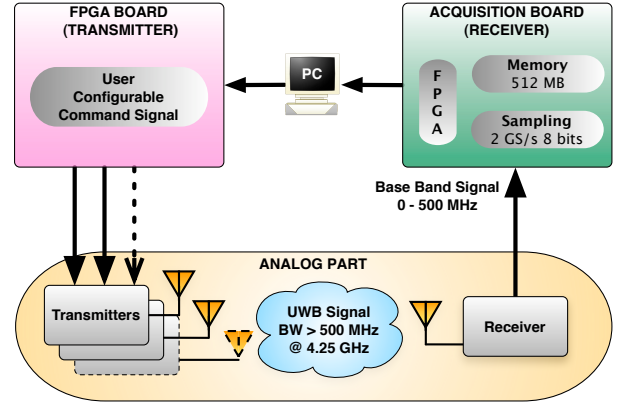 FPGA BOARD
(TRANSMITTER)
User
Configurable
Command Signal
PC
ACQUISITION BOARD
(RECEIVER)
F
P
G
A
Memory
512 MB
Sampling
2 GS/s 8 bits
Base Band Signal
0 - 500 MHz
ANALOG PART
Transmitters
UWB Signal
BW > 500 MHz
@ 4.25 GHz
Receiver